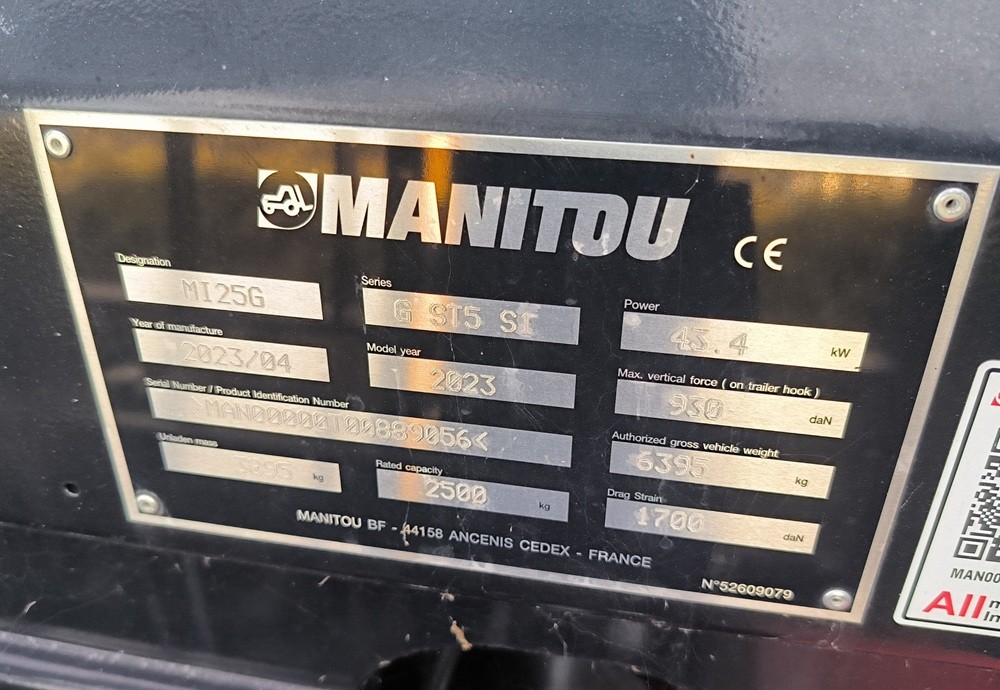 MANITOU
CE
Designation
MI25G
Series
G ST5 S1
Power
43.4 kW
Year of manufacture
2023/04
Model year
2023
Max. vertical force ( on trailer hook )
930 daN
Serial Number / Product Identification Number
>MAN00000T00889056<
Authorized gross vehicle weight
6395 kg
Unladen mass
kg
Rated capacity
2500 kg
Drag Strain
1700 daN
MANITOU BF - 44158 ANCENIS CEDEX - FRANCE
N°52609079
MAN00
All